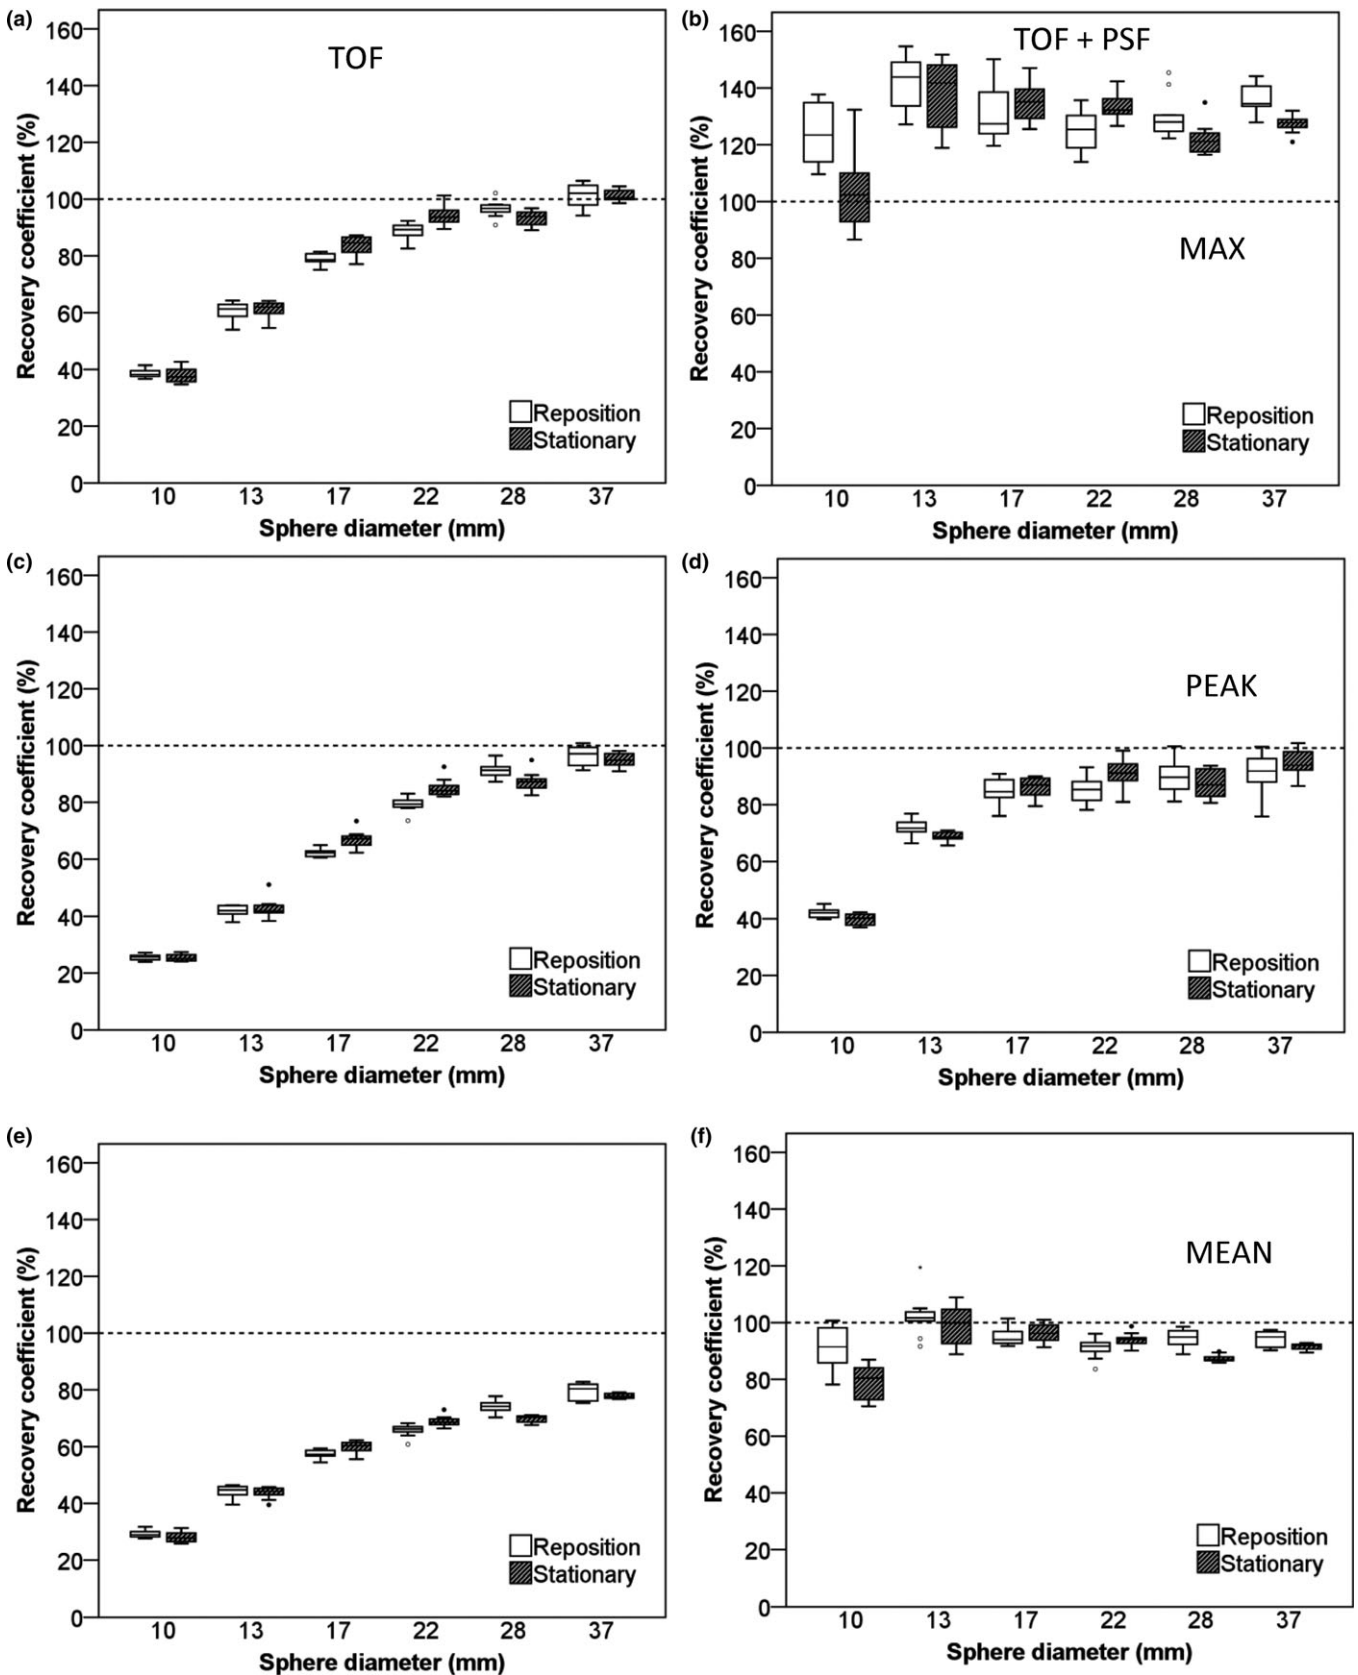 (a)
TOF
Recovery coefficient (%)
160
140
120
100
80
60
40
20
0
Reposition
Stationary
10 13 17 22 28 37
Sphere diameter (mm)
(b)
TOF + PSF
MAX
Recovery coefficient (%)
160
140
120
100
80
60
40
20
0
Reposition
Stationary
10 13 17 22 28 37
Sphere diameter (mm)
(c)
Recovery coefficient (%)
160
140
120
100
80
60
40
20
0
Reposition
Stationary
10 13 17 22 28 37
Sphere diameter (mm)
(d)
PEAK
Recovery coefficient (%)
160
140
120
100
80
60
40
20
0
Reposition
Stationary
10 13 17 22 28 37
Sphere diameter (mm)
(e)
Recovery coefficient (%)
160
140
120
100
80
60
40
20
0
Reposition
Stationary
10 13 17 22 28 37
Sphere diameter (mm)
(f)
MEAN
Recovery coefficient (%)
160
140
120
100
80
60
40
20
0
Reposition
Stationary
10 13 17 22 28 37
Sphere diameter (mm)